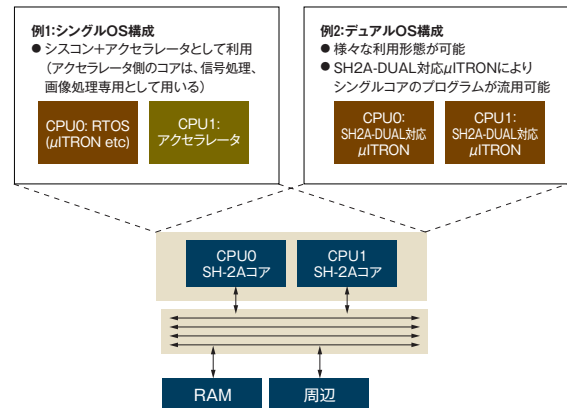 例1:シングルOS構成
● シスコン+アクセラレータとして利用
(アクセラレータ側のコアは、信号処理、
画像処理専用として用いる)
CPU0: RTOS
(μITRON etc)
CPU1:
アクセラレータ
例2:デュアルOS構成
● 様々な利用形態が可能
● SH2A-DUAL対応μITRONにより
シングルコアのプログラムが流用可能
CPU0:
SH2A-DUAL対応
μITRON
CPU1:
SH2A-DUAL対応
μITRON
CPU0
SH-2Aコア
CPU1
SH-2Aコア
RAM
周辺